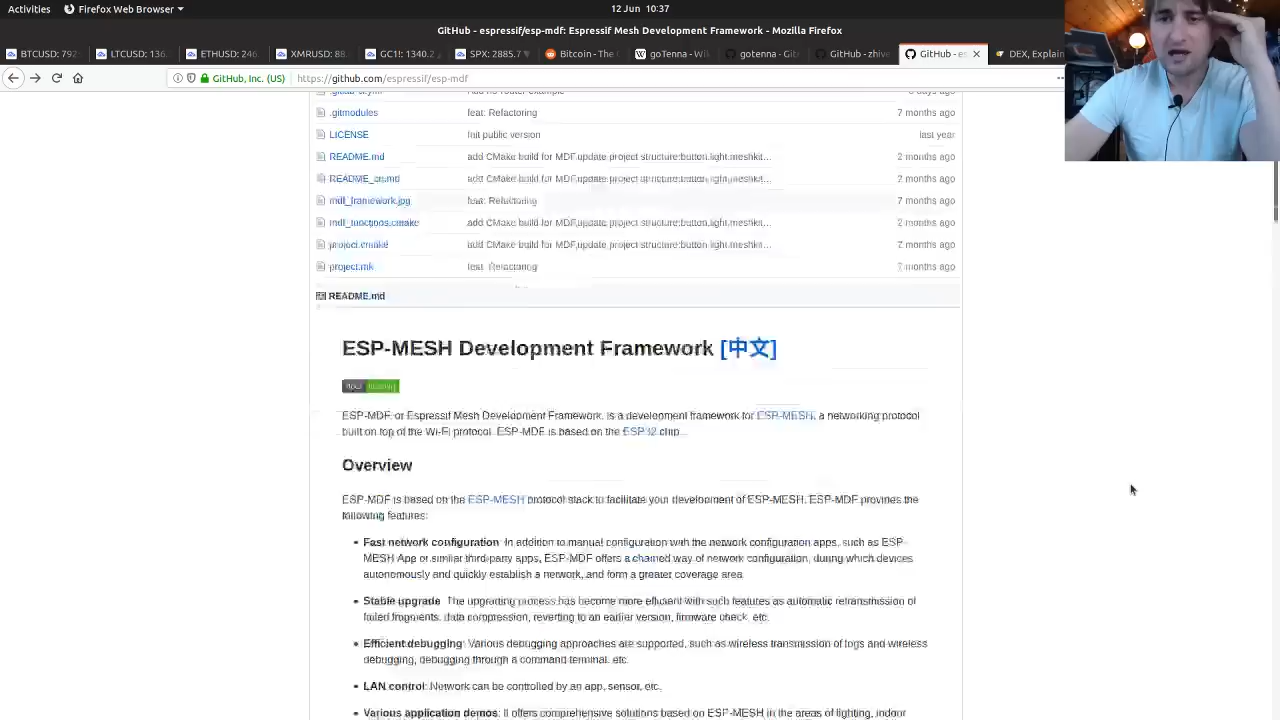 Activities
Firefox Web Browser
12 Jun 10:37
GitHub - espressif/esp-mdf: Espressif Mesh Development Framework - Mozilla Firefox
BTCUSD: 792
LTCUSD: 136.
ETHUSD: 246
XMRUSD: 88.
GC1!: 1340.2
SPX: 2885.7
Bitcoin - The
goTenna - Wik
gotenna · Git
GitHub - zhive
GitHub - es
DEX, Explain
GitHub, Inc. (US)
https://github.com/espressif/esp-mdf
.gitmodules feat: Refactoring 7 months ago
LICENSE Init public version last year
README.md add CMake build for MDF,update project structure:button,light,meshkit... 2 months ago
README_cn.md add CMake build for MDF,update project structure:button,light,meshkit... 2 months ago
mdf_framework.jpg feat: Refactoring 7 months ago
mdf_functions.cmake add CMake build for MDF,update project structure:button,light,meshkit... 2 months ago
project.cmake add CMake build for MDF,update project structure:button,light,meshkit... 2 months ago
project.mk feat: Refactoring 7 months ago
README.md
ESP-MESH Development Framework [中文]
ESP-MDF, or Espressif Mesh Development Framework, is a development framework for ESP-MESH, a networking protocol
built on top of the Wi-Fi protocol. ESP-MDF is based on the ESP32 chip.
Overview
ESP-MDF is based on the ESP-MESH protocol stack to facilitate your development of ESP-MESH. ESP-MDF provides the
following features:
• Fast network configuration: In addition to manual configuration with the network configuration apps, such as ESP-
MESH App or similar third-party apps, ESP-MDF offers a chained way of network configuration, during which devices
autonomously and quickly establish a network, and form a greater coverage area.
• Stable upgrade: The upgrading process has become more efficient with such features as automatic retransmission of
failed fragments, data compression, reverting to an earlier version, firmware check, etc.
• Efficient debugging: Various debugging approaches are supported, such as wireless transmission of logs and wireless
debugging, debugging through a command terminal, etc.
• LAN control: Network can be controlled by an app, sensor, etc.
• Various application demos: It offers comprehensive solutions based on ESP-MESH in the areas of lighting, indoor